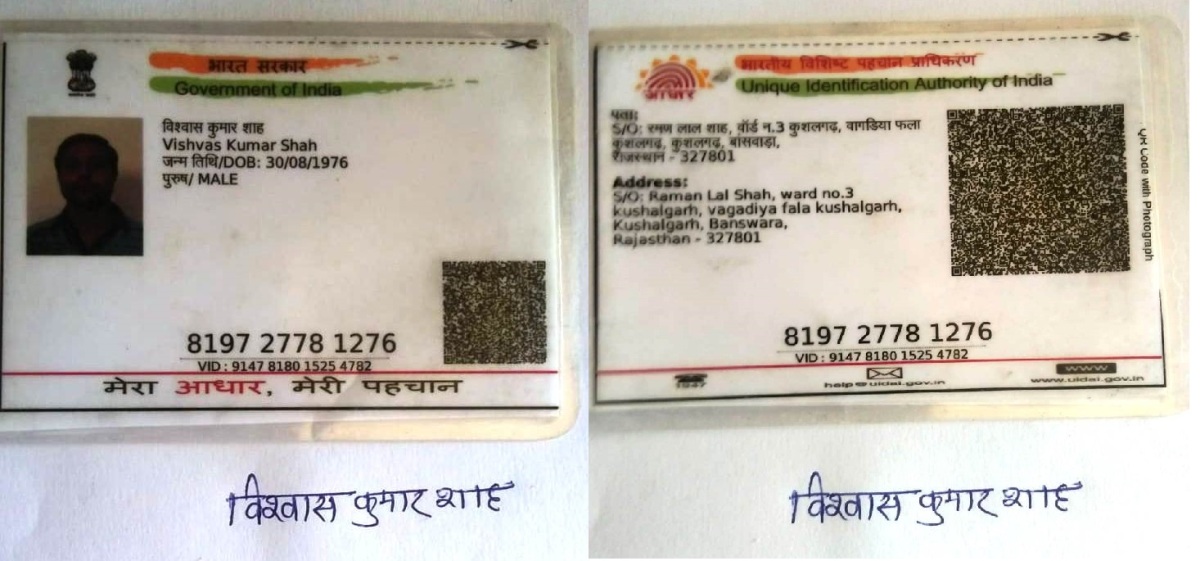 भारत सरकार
Government of India
विश्वास कुमार शाह
Vishvas Kumar Shah
जन्म तिथि/DOB: 30/08/1976
पुरुष/ MALE
8197 2778 1276
VID : 9147 8180 1525 4782
मेरा आधार, मेरी पहचान
विश्वास कुमार शाह
भारतीय विशिष्ट पहचान प्राधिकरण
Unique Identification Authority of India
आधार
पता:
S/O: रमण लाल शाह, वॉर्ड न.3 कुशलगढ़, वागडिया फला
कुशलगढ़, कुशलगढ़, बांसवाड़ा,
राजस्थान - 327801
Address:
S/O: Raman Lal Shah, ward no.3
kushalgarh, vagadiya fala kushalgarh,
Kushalgarh, Banswara,
Rajasthan - 327801
QR Code with Photograph
8197 2778 1276
VID : 9147 8180 1525 4782
1947
help@uidai.gov.in
www
www.uidai.gov.in
विश्वास कुमार शाह